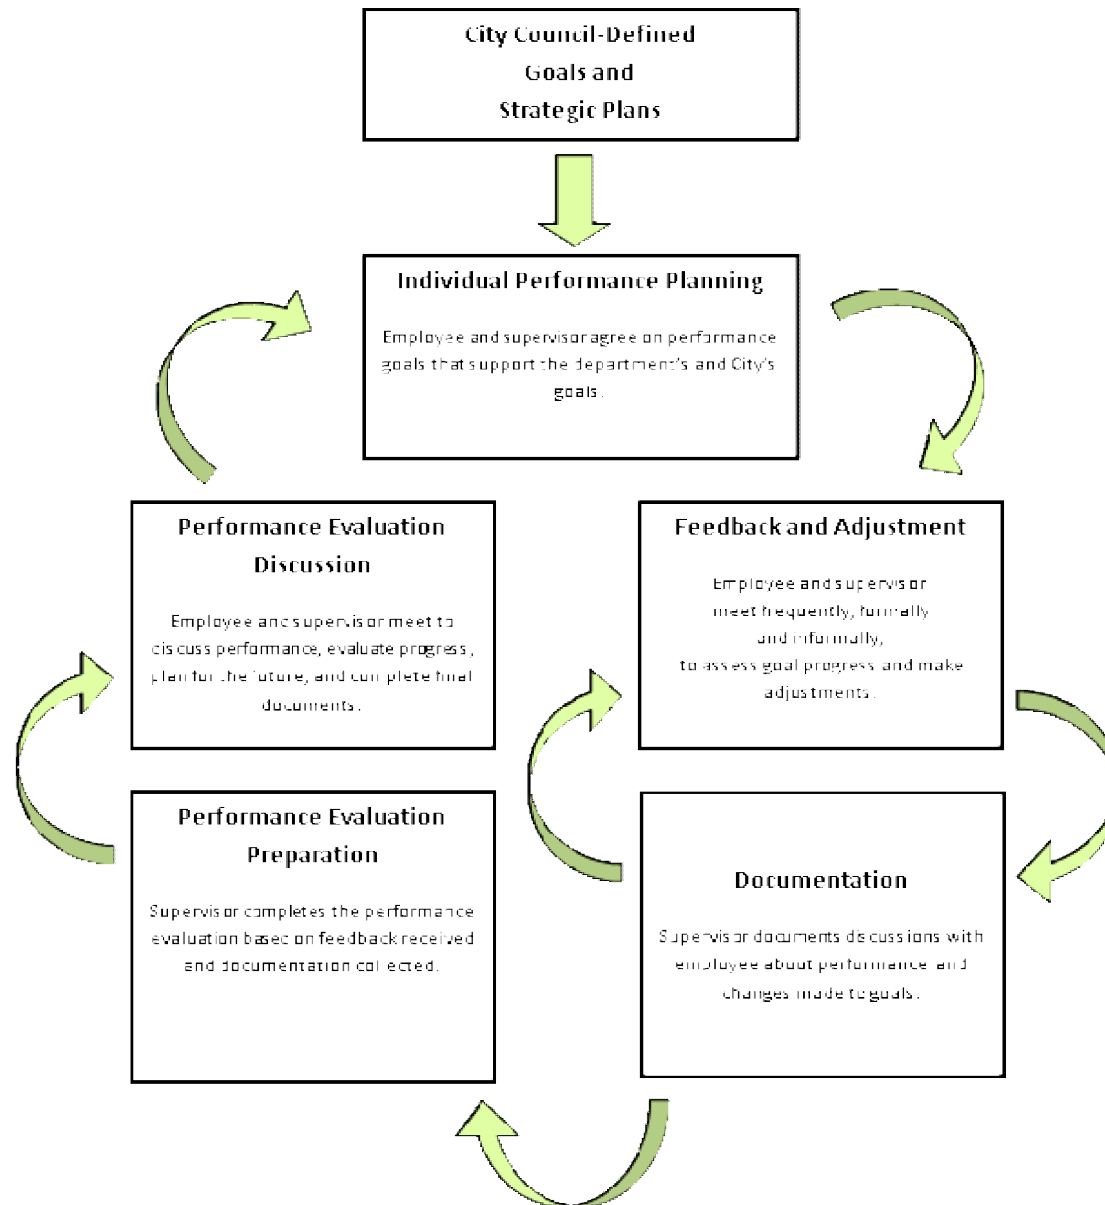 City Council-Defined
Goals and
Strategic Plans
Individual Performance Planning
Employee and supervisor agree on performance
goals that support the department's and City's
goals.
Performance Evaluation
Discussion
Employee and supervisor meet to
discuss performance, evaluate progress,
plan for the future, and complete final
documents.
Feedback and Adjustment
Employee and supervisor
meet frequently, formally
and informally,
to assess goal progress and make
adjustments.
Performance Evaluation
Preparation
Supervisor completes the performance
evaluation based on feedback received
and documentation collected.
Documentation
Supervisor documents discussions with
employee about performance and
changes made to goals.